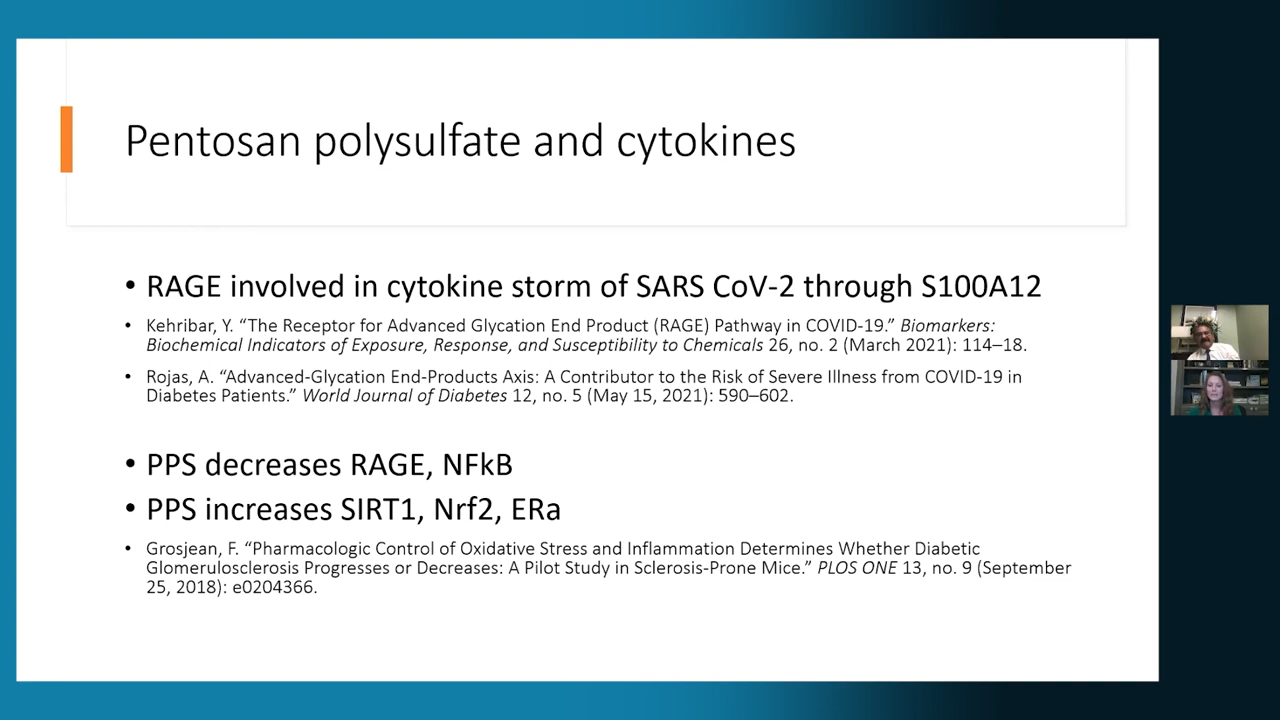 Pentosan polysulfate and cytokines
• RAGE involved in cytokine storm of SARS CoV-2 through S100A12
• Kehribar, Y. “The Receptor for Advanced Glycation End Product (RAGE) Pathway in COVID-19.” Biomarkers:
Biochemical Indicators of Exposure, Response, and Susceptibility to Chemicals 26, no. 2 (March 2021): 114–18.
• Rojas, A. “Advanced-Glycation End-Products Axis: A Contributor to the Risk of Severe Illness from COVID-19 in
Diabetes Patients.” World Journal of Diabetes 12, no. 5 (May 15, 2021): 590–602.
• PPS decreases RAGE, NFkB
• PPS increases SIRT1, Nrf2, ERa
• Grosjean, F. “Pharmacologic Control of Oxidative Stress and Inflammation Determines Whether Diabetic
Glomerulosclerosis Progresses or Decreases: A Pilot Study in Sclerosis-Prone Mice.” PLOS ONE 13, no. 9 (September
25, 2018): e0204366.